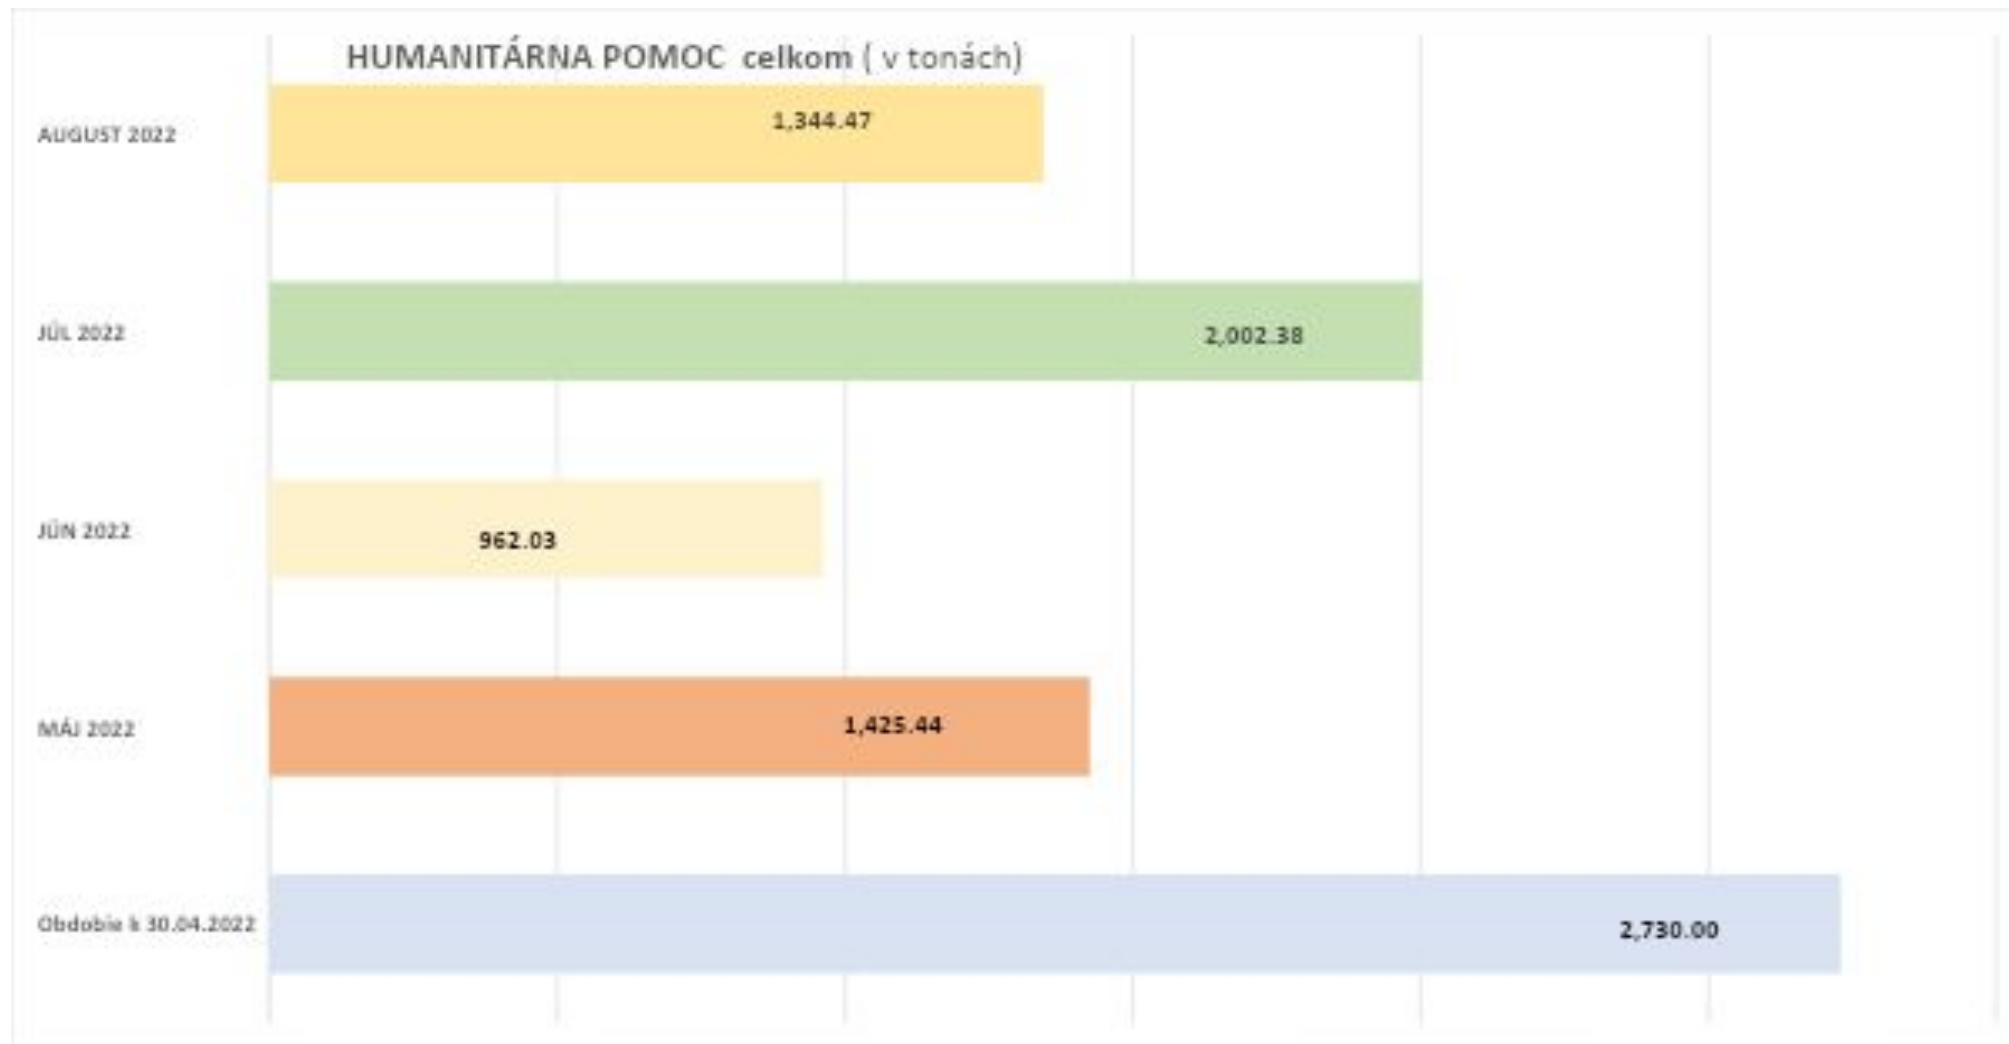 HUMANITÁRNA POMOC celkom ( v tonách)
AUGUST 2022
1,344.47
JÚL 2022
2,002.38
JÚN 2022
962.03
MÁJ 2022
1,425.44
Obdobie k 30.04.2022
2,730.00